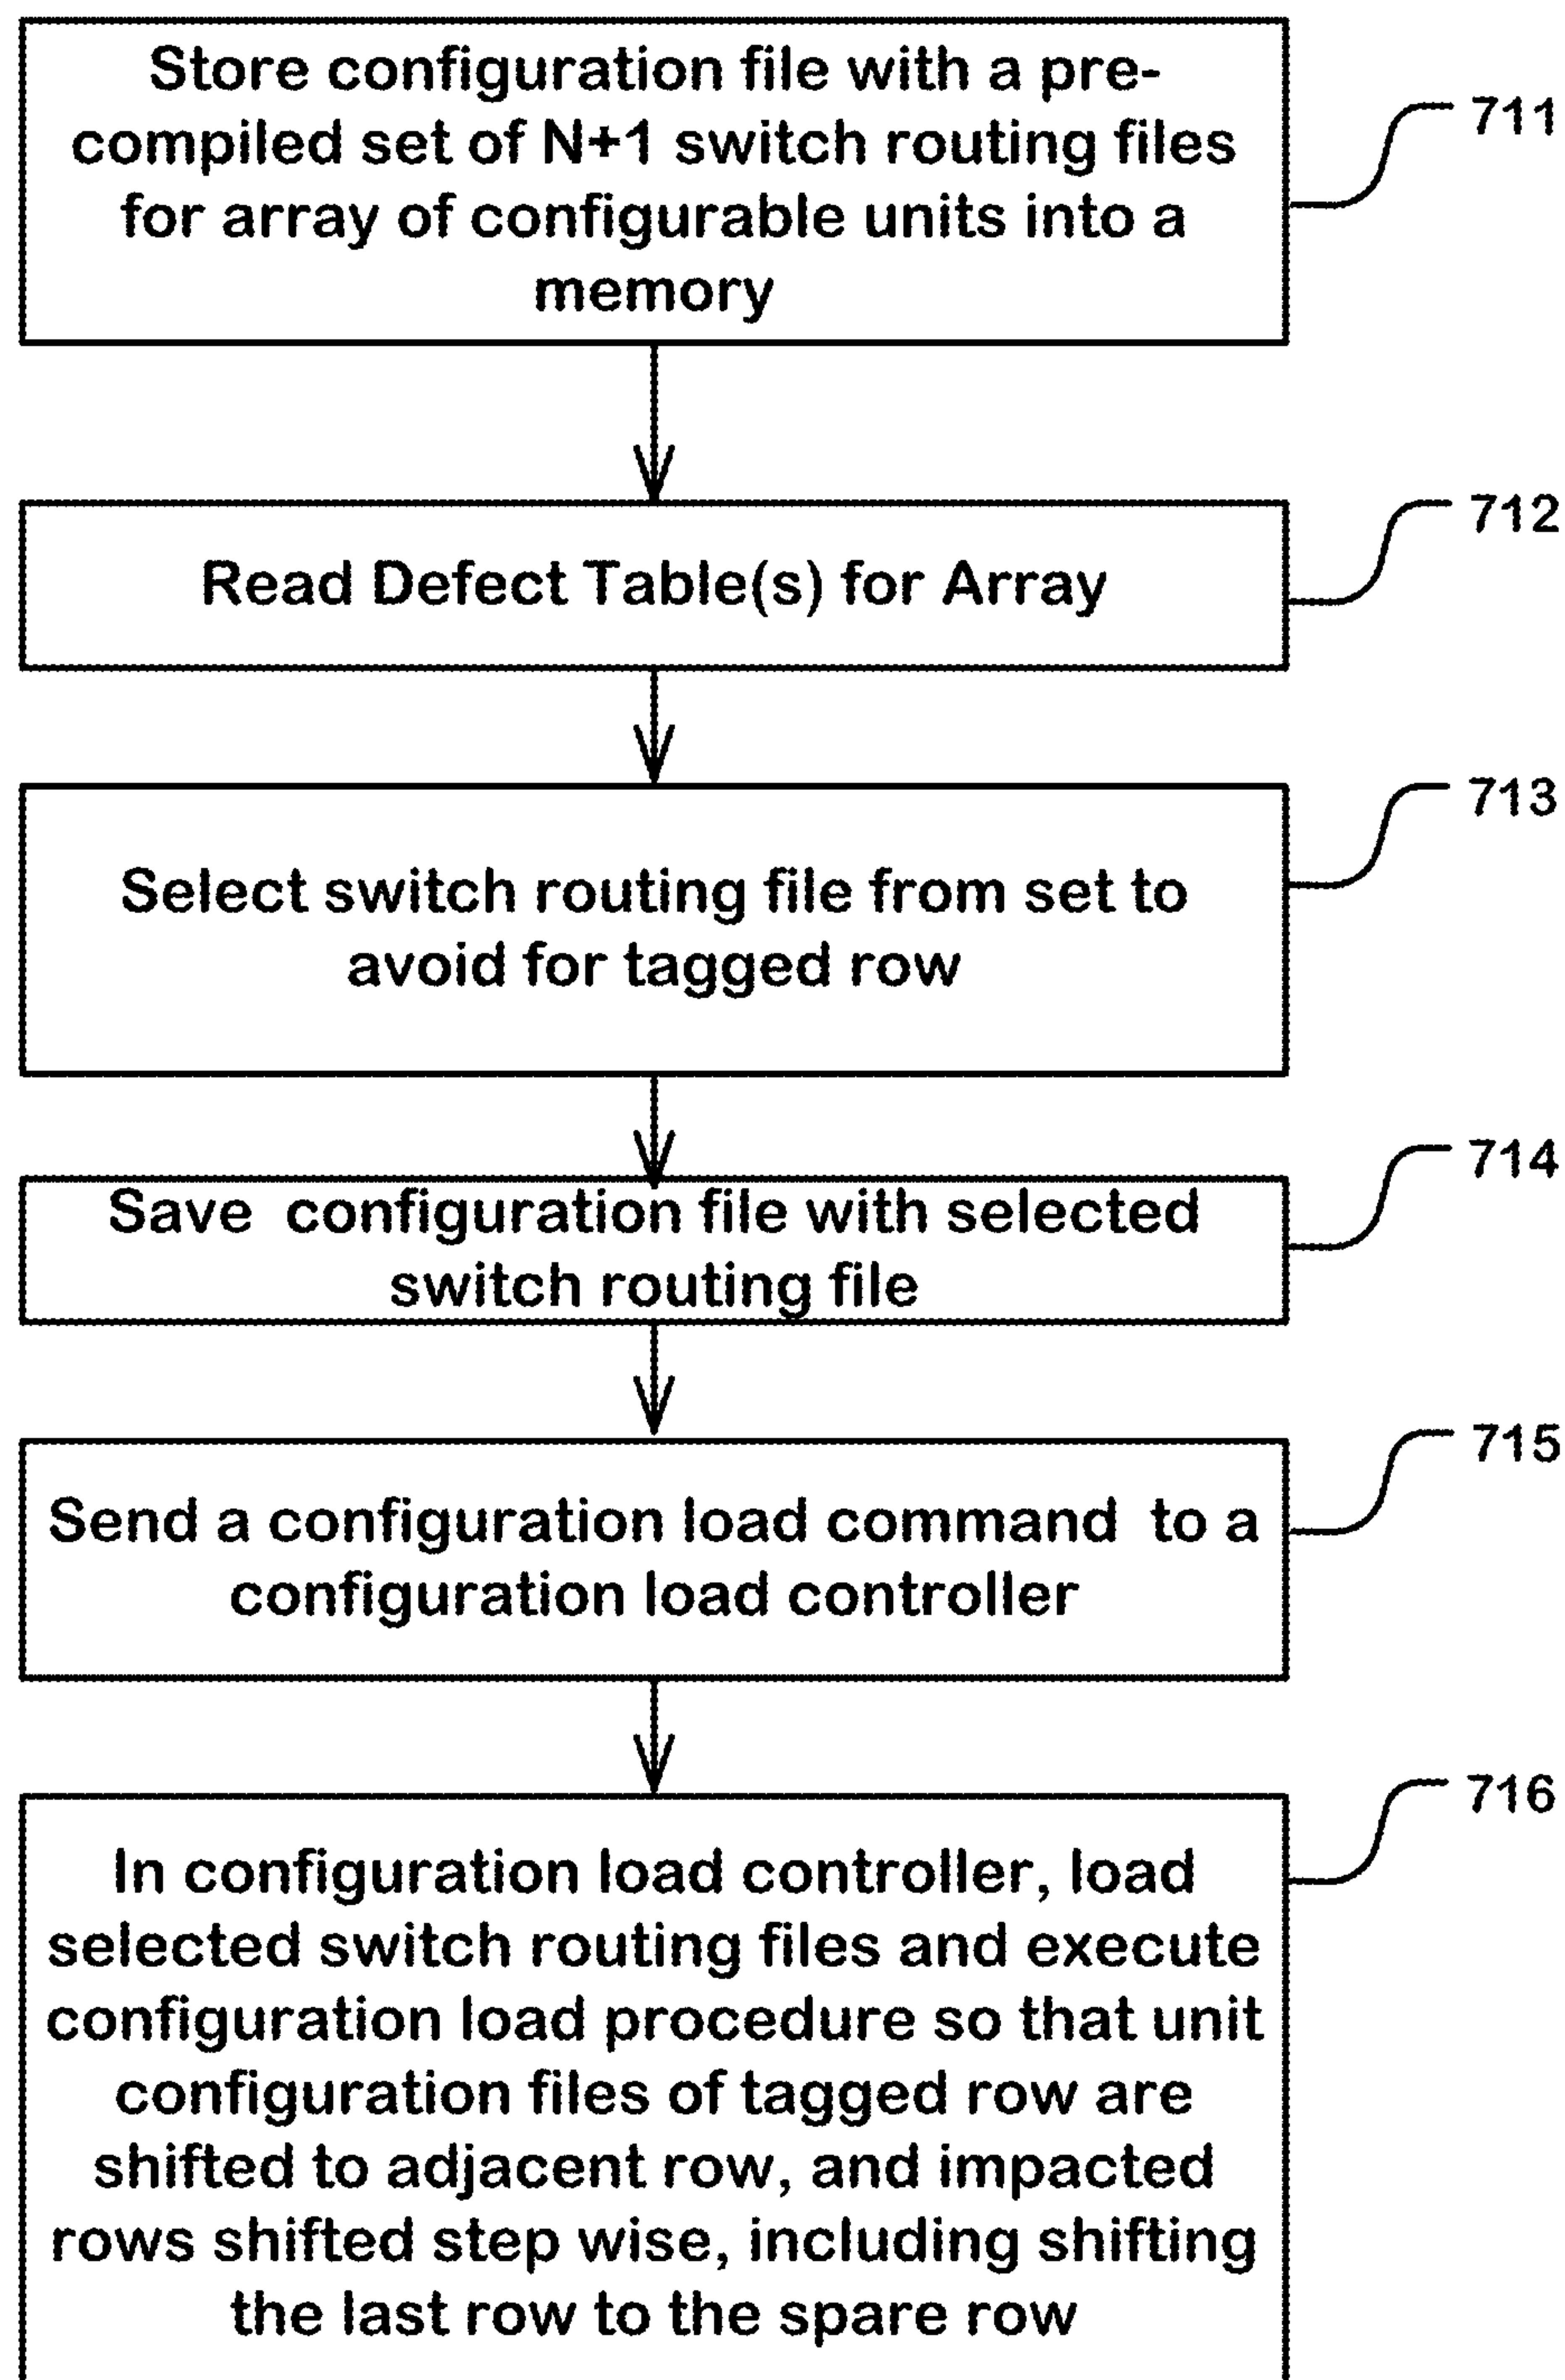 Store configuration file with a pre-
compiled set of N+1 switch routing files
for array of configurable units into a
memory
711
Read Defect Table(s) for Array
712
Select switch routing file from set to
avoid for tagged row
713
Save  configuration file with selected
switch routing file
714
Send a configuration load command  to a
configuration load controller
715
In configuration load controller, load
selected switch routing files and execute
configuration load procedure so that unit
configuration files of tagged row are
shifted to adjacent row, and impacted
rows shifted step wise, including shifting
the last row to the spare row
716